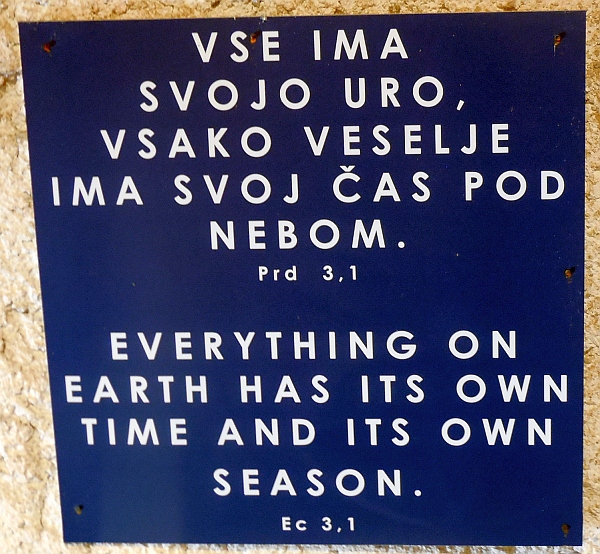 VSE IMA
SVOJO URO,
VSAKO VESELJE
IMA SVOJ ČAS POD
NEBOM.
Prd 3,1
EVERYTHING ON
EARTH HAS ITS OWN
TIME AND ITS OWN
SEASON.
Ec 3,1